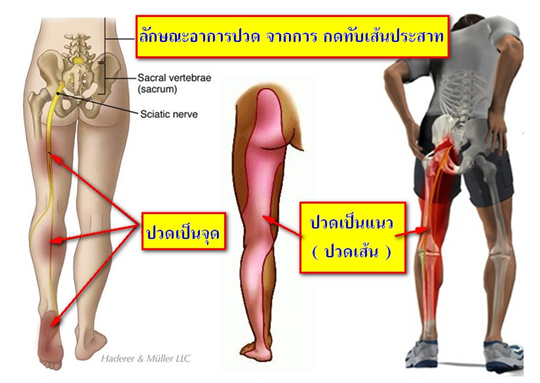 ลักษณะอาการปวด จากการ กดทับเส้นประสาท
Sacral vertebrae
(sacrum)
Sciatic nerve
ปวดเป็นจุด
ปวดเป็นแนว
( ปวดเส้น )
Haderer & Müller LLC